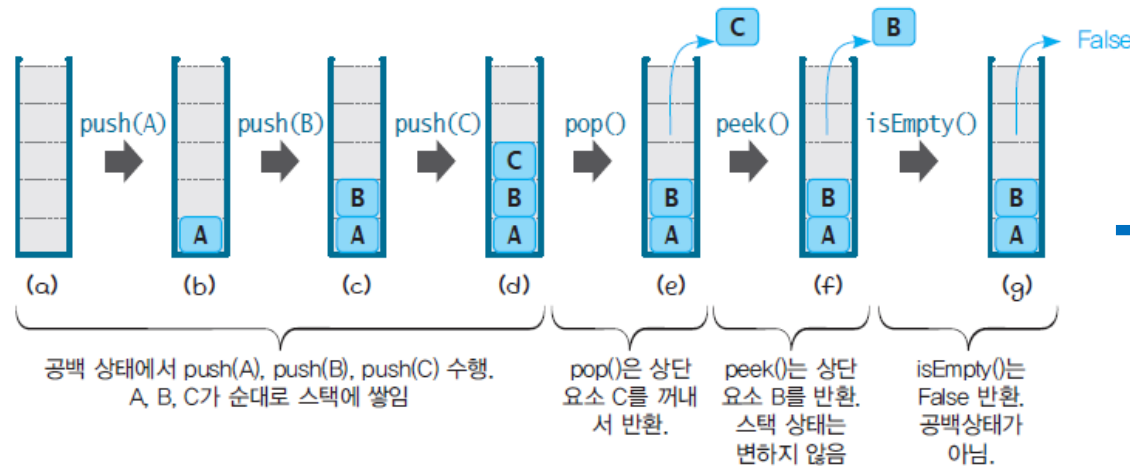 C
B
False
push(A)
push(B)
push(C)
pop()
peek()
isEmpty()
A
B
A
C
B
A
B
A
B
A
B
A
(a)
(b)
(c)
(d)
(e)
(f)
(g)
공백 상태에서 push(A), push(B), push(C) 수행.
A, B, C가 순대로 스택에 쌓임
pop()은 상단
요소 C를 꺼내
서 반환.
peek()는 상단
요소 B를 반환.
스택 상태는
변하지 않음
isEmpty()는
False 반환.
공백상태가
아님.